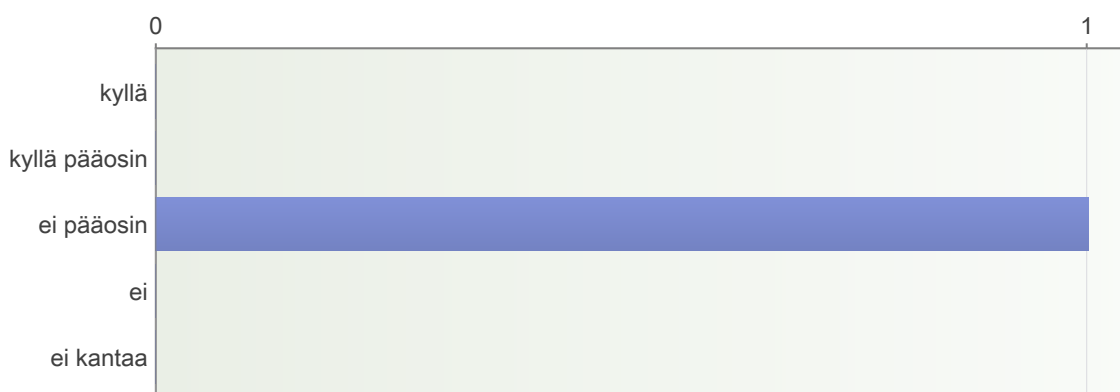 0 1
kyllä
kyllä pääosin
ei pääosin
ei
ei kantaa